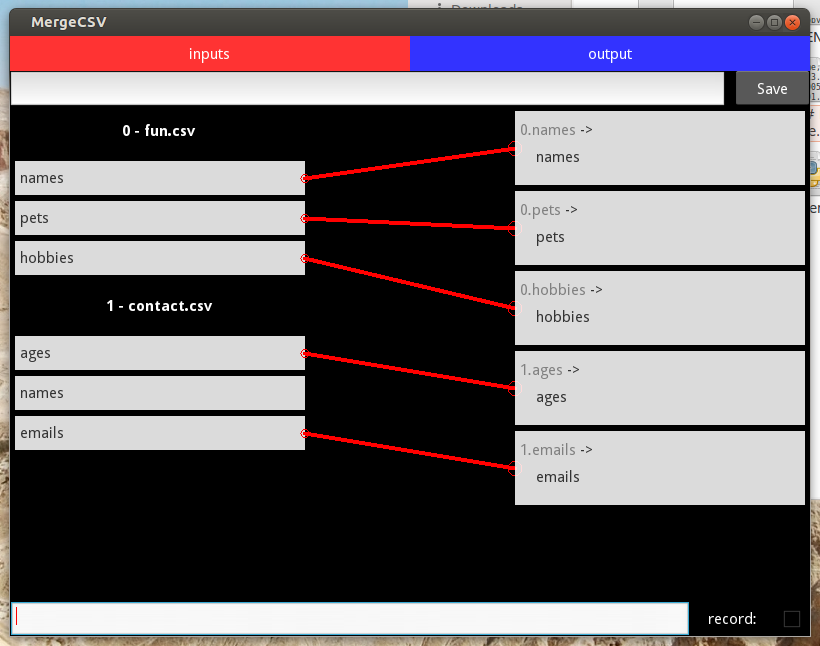 Downloads
MergeCSV
inputs
output
Save
0 - fun.csv
names
pets
hobbies
1 - contact.csv
ages
names
emails
0.names ->
names
0.pets ->
pets
0.hobbies ->
hobbies
1.ages ->
ages
1.emails ->
emails
record: